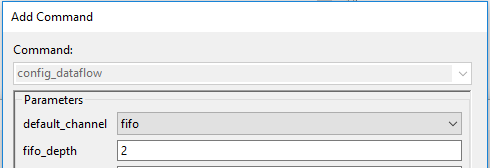 Add Command
Command:
config_dataflow
Parameters
default_channel fifo
fifo_depth 2